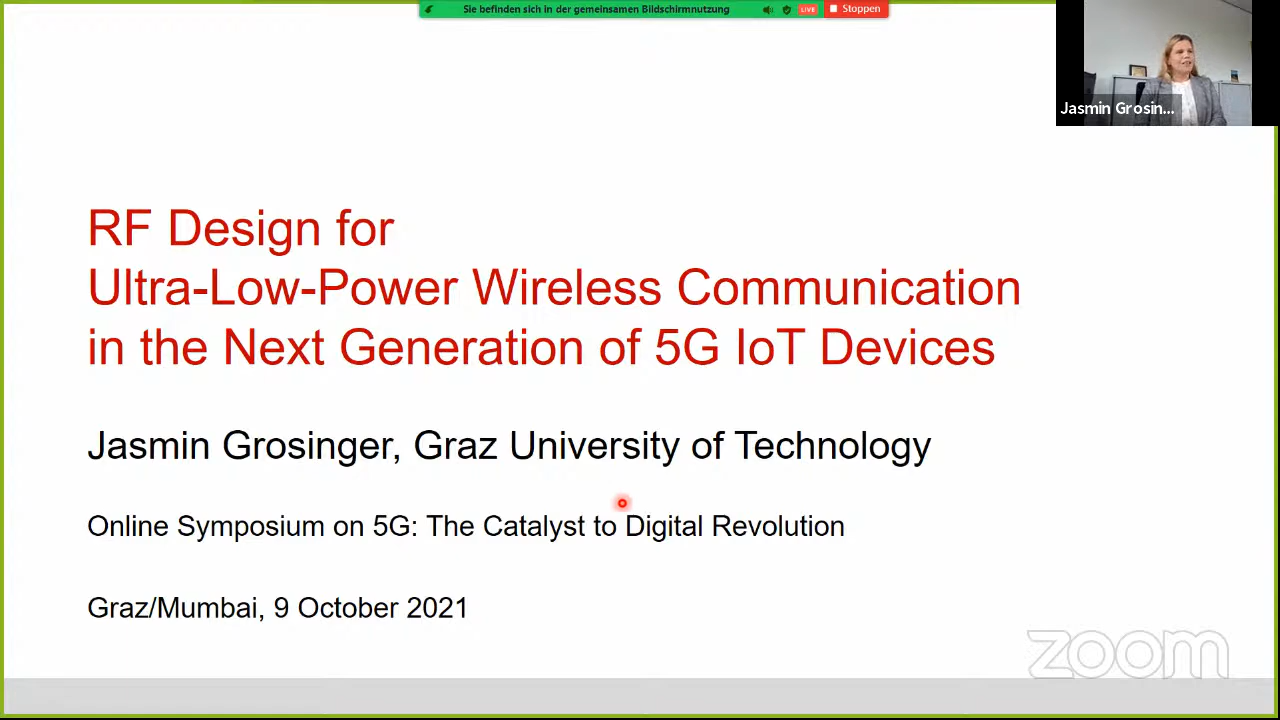 Sie befinden sich in der gemeinsamen Bildschirmnutzung LIVE Stoppen
Jasmin Grosin...
RF Design for
Ultra-Low-Power Wireless Communication
in the Next Generation of 5G IoT Devices
Jasmin Grosinger, Graz University of Technology
Online Symposium on 5G: The Catalyst to Digital Revolution
Graz/Mumbai, 9 October 2021
zoom